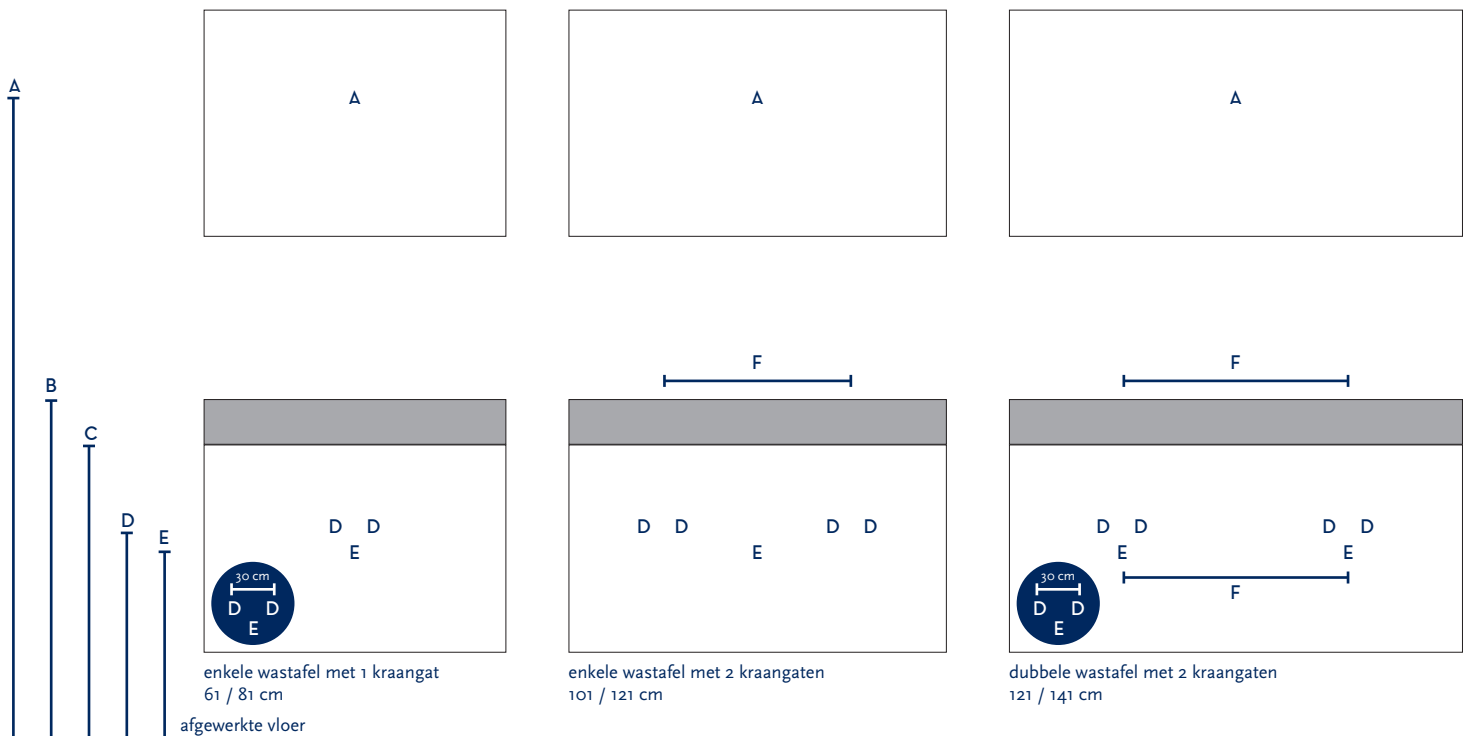 A
A
A
A
B
F
F
C
D
E
D D
E
D D
D D
E
D D
D D
E
E
30 cm
D D
E
30 cm
D D
E
F
enkele wastafel met 1 kraangat
61 / 81 cm
enkele wastafel met 2 kraangaten
101 / 121 cm
dubbele wastafel met 2 kraangaten
121 / 141 cm
afgewerkte vloer